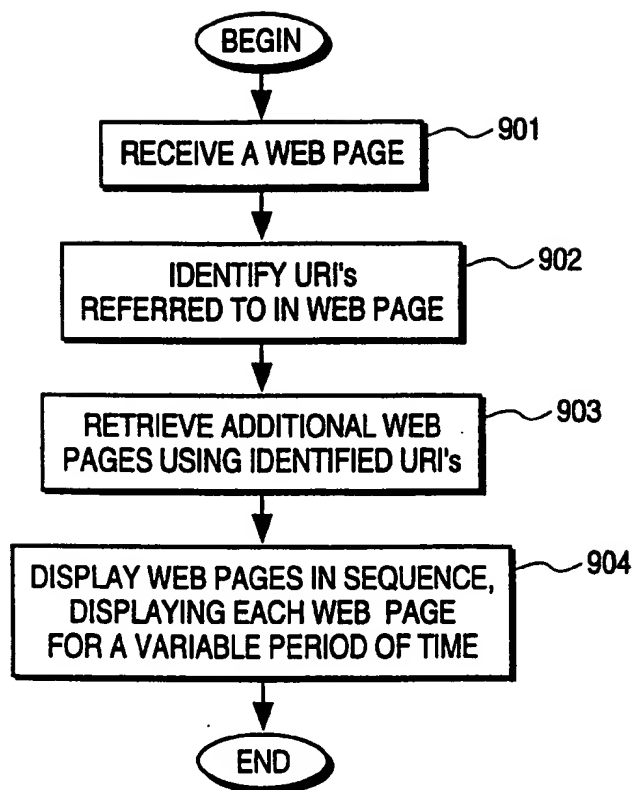 BEGIN
RECEIVE A WEB PAGE
901
IDENTIFY URI's
REFERRED TO IN WEB PAGE
902
RETRIEVE ADDITIONAL WEB
PAGES USING IDENTIFIED URI's
903
DISPLAY WEB PAGES IN SEQUENCE,
DISPLAYING EACH WEB PAGE
FOR A VARIABLE PERIOD OF TIME
904
END